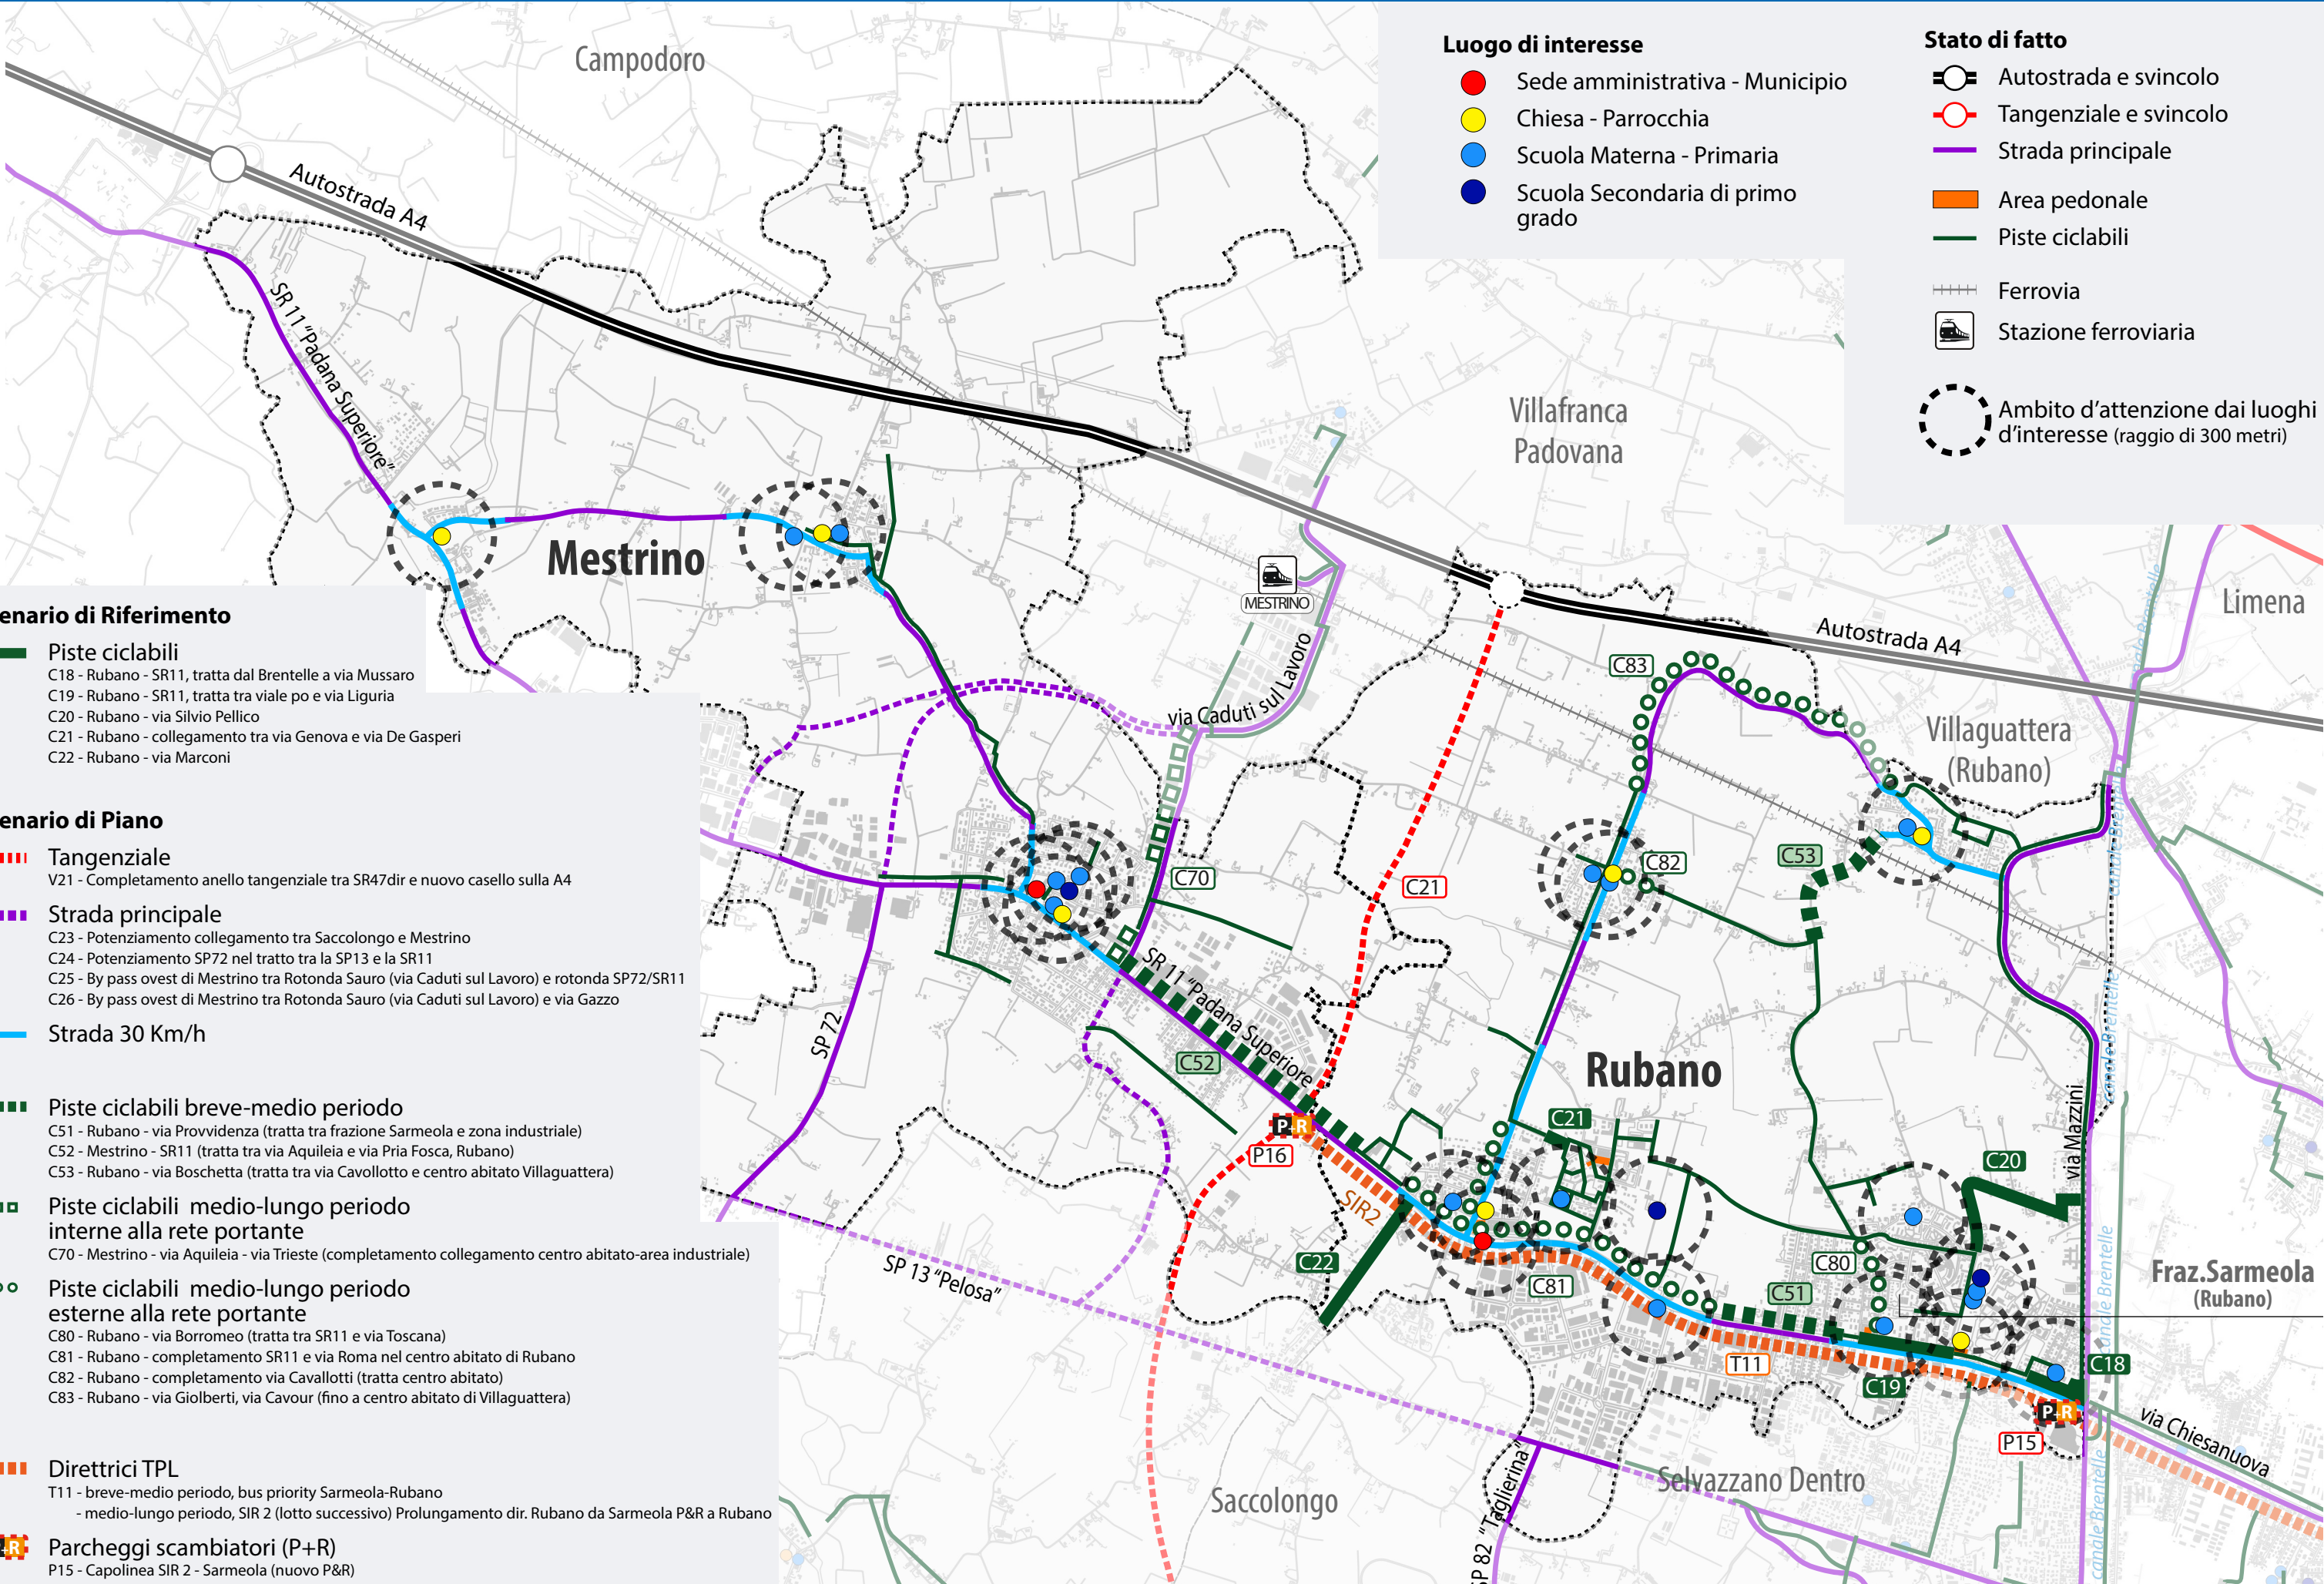 Luogo di interesse
Sede amministrativa - Municipio
Chiesa - Parrocchia
Scuola Materna - Primaria
Scuola Secondaria di primo
grado
Stato di fatto
Autostrada e svincolo
Tangenziale e svincolo
Strada principale
Area pedonale
Piste ciclabili
Ferrovia
Stazione ferroviaria
Ambito d'attenzione dai luoghi
d'interesse (raggio di 300 metri)
Campodoro
Autostrada A4
SR 11 "Padana Superiore"
Mestrino
Villafranca
Padovana
MESTRINO
via Caduti sul Lavoro
Limena
Autostrada A4
Villaguattera
(Rubano)
canale Brentelle
C83
C82
C53
C70
C21
SR 11 "Padana Superiore"
C52
SP 72
Rubano
C21
C20
via Mazzini
canale Brentelle
P+R
P16
SIR2
C22
SP 13 "Pelosa"
C81
C80
C51
T11
C19
C18
Fraz.Sarmeola
(Rubano)
P+R
P15
via Chiesanuova
canale Brentelle
Saccolongo
Selvazzano Dentro
SP 82 "Taglierina"
enario di Riferimento
Piste ciclabili
C18 - Rubano - SR11, tratta dal Brentelle a via Mussaro
C19 - Rubano - SR11, tratta tra viale po e via Liguria
C20 - Rubano - via Silvio Pellico
C21 - Rubano - collegamento tra via Genova e via De Gasperi
C22 - Rubano - via Marconi
enario di Piano
Tangenziale
V21 - Completamento anello tangenziale tra SR47dir e nuovo casello sulla A4
Strada principale
C23 - Potenziamento collegamento tra Saccolongo e Mestrino
C24 - Potenziamento SP72 nel tratto tra la SP13 e la SR11
C25 - By pass ovest di Mestrino tra Rotonda Sauro (via Caduti sul Lavoro) e rotonda SP72/SR11
C26 - By pass ovest di Mestrino tra Rotonda Sauro (via Caduti sul Lavoro) e via Gazzo
Strada 30 Km/h
Piste ciclabili breve-medio periodo
C51 - Rubano - via Provvidenza (tratta tra frazione Sarmeola e zona industriale)
C52 - Mestrino - SR11 (tratta tra via Aquileia e via Pria Fosca, Rubano)
C53 - Rubano - via Boschetta (tratta tra via Cavollotto e centro abitato Villaguattera)
Piste ciclabili medio-lungo periodo
interne alla rete portante
C70 - Mestrino - via Aquileia - via Trieste (completamento collegamento centro abitato-area industriale)
Piste ciclabili medio-lungo periodo
esterne alla rete portante
C80 - Rubano - via Borromeo (tratta tra SR11 e via Toscana)
C81 - Rubano - completamento SR11 e via Roma nel centro abitato di Rubano
C82 - Rubano - completamento via Cavallotti (tratta centro abitato)
C83 - Rubano - via Giolberti, via Cavour (fino a centro abitato di Villaguattera)
Direttrici TPL
T11 - breve-medio periodo, bus priority Sarmeola-Rubano
- medio-lungo periodo, SIR 2 (lotto successivo) Prolungamento dir. Rubano da Sarmeola P&R a Rubano
+R
Parcheggi scambiatori (P+R)
P15 - Capolinea SIR 2 - Sarmeola (nuovo P&R)